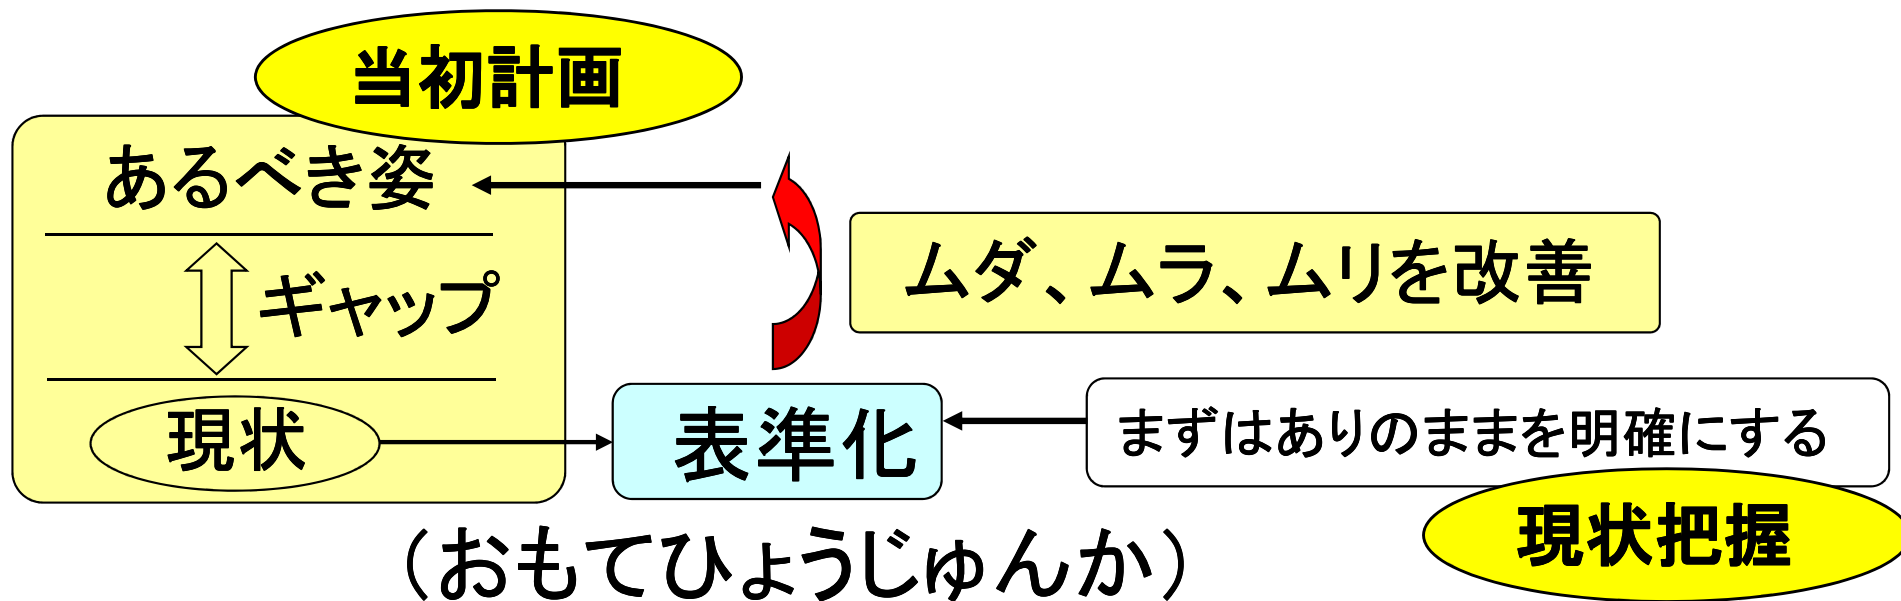 当初計画
あるべき姿
ギャップ
ムダ、ムラ、ムリを改善
現状
表準化
まずはありのままを明確にする
現状把握
（おもてひょうじゅんか）